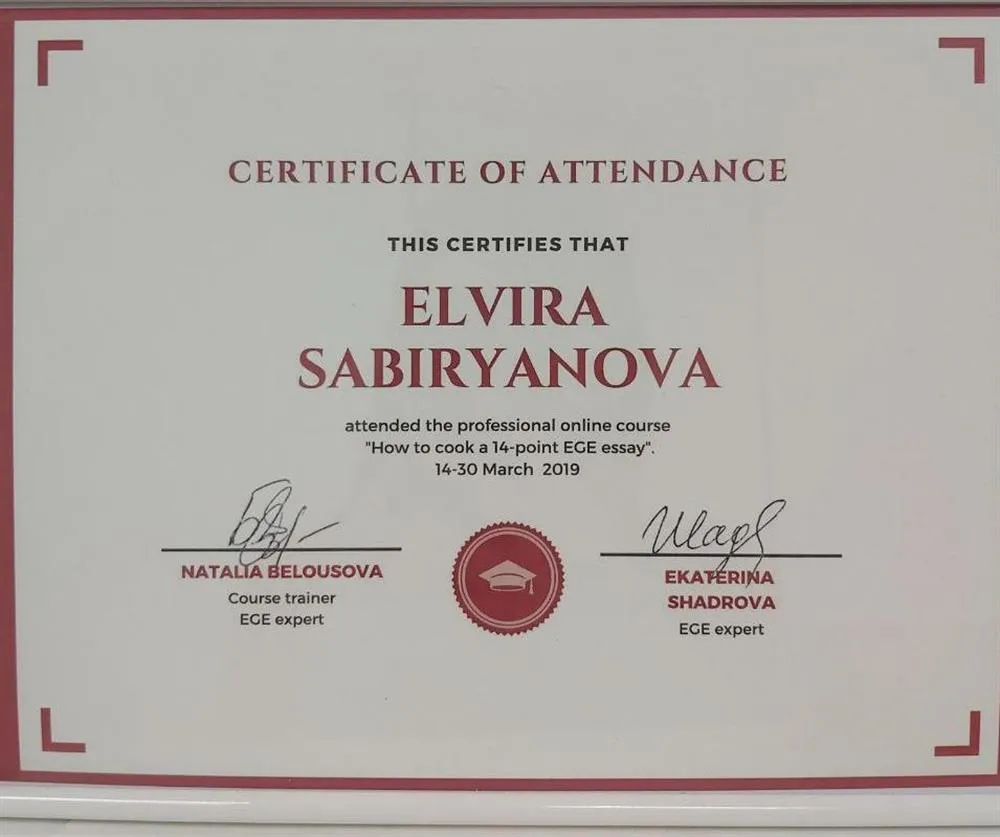 CERTIFICATE OF ATTENDANCE
THIS CERTIFIES THAT
ELVIRA
SABIRYANOVA
attended the professional online course
"How to cook a 14-point EGE essay".
14-30 March 2019
NATALIA BELOUSOVA
Course trainer
EGE expert
EKATERINA
SHADROVA
EGE expert